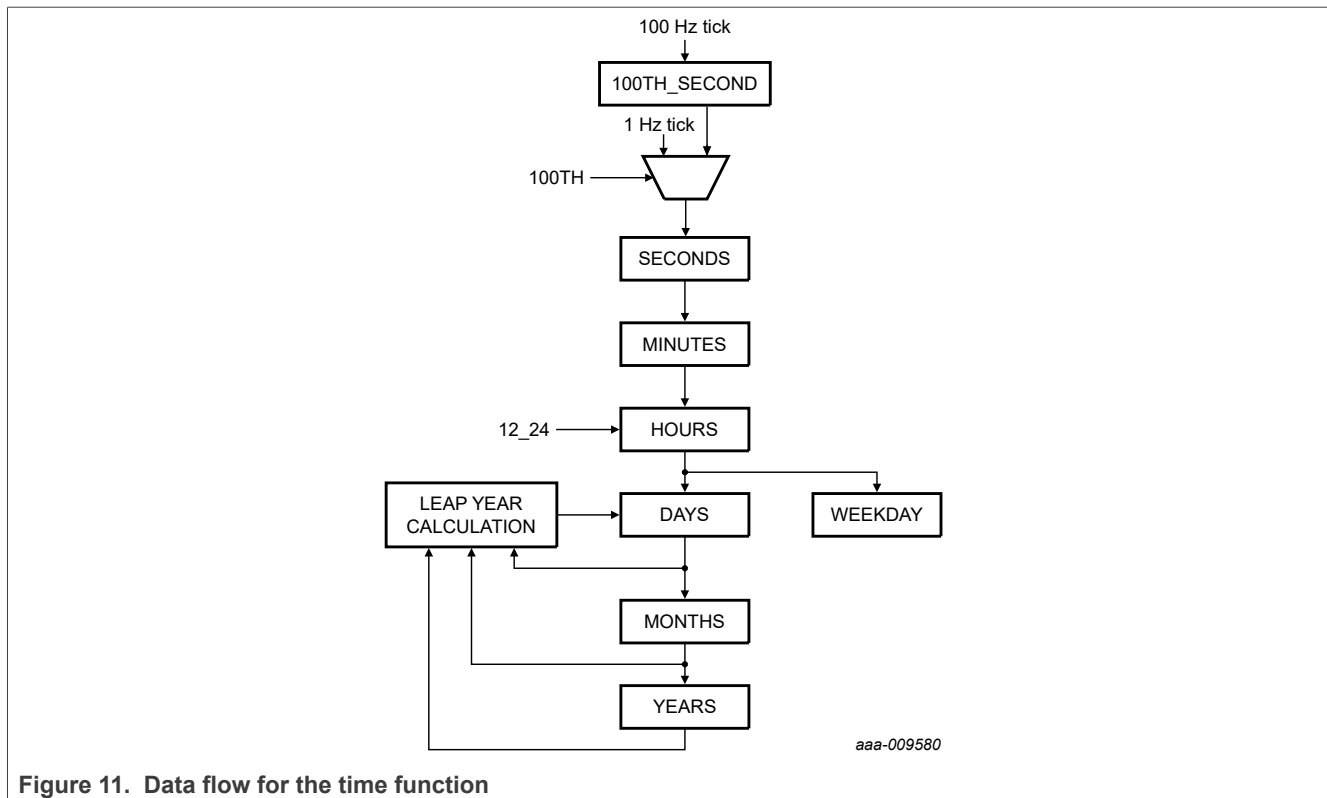 100 Hz tick
100TH_SECOND
1 Hz tick
100TH
SECONDS
MINUTES
12_24
HOURS
LEAP YEAR
CALCULATION
DAYS
WEEKDAY
MONTHS
YEARS
aaa-009580
Figure 11. Data flow for the time function